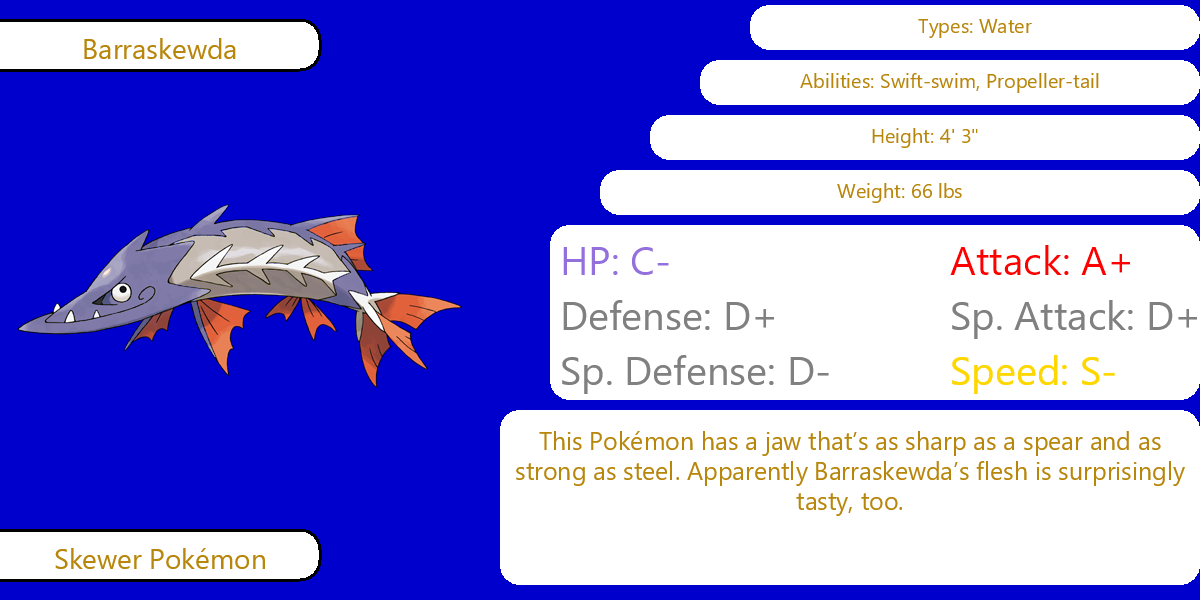 Barraskewda
Types: Water
Abilities: Swift-swim, Propeller-tail
Height: 4' 3"
Weight: 66 lbs
HP: C-
Attack: A+
Defense: D+
Sp. Attack: D+
Sp. Defense: D-
Speed: S-
This Pokémon has a jaw that’s as sharp as a spear and as
strong as steel. Apparently Barraskewda’s flesh is surprisingly
tasty, too.
Skewer Pokémon